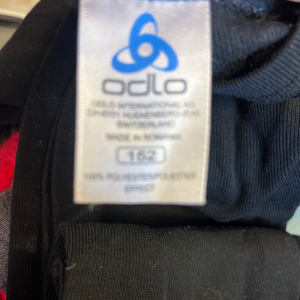 odlo
ODLO INTERNATIONAL AG
SWITZERLAND
MADE IN ROMANIA
152
100% POLYESTER/POLYESTER
EFFECT